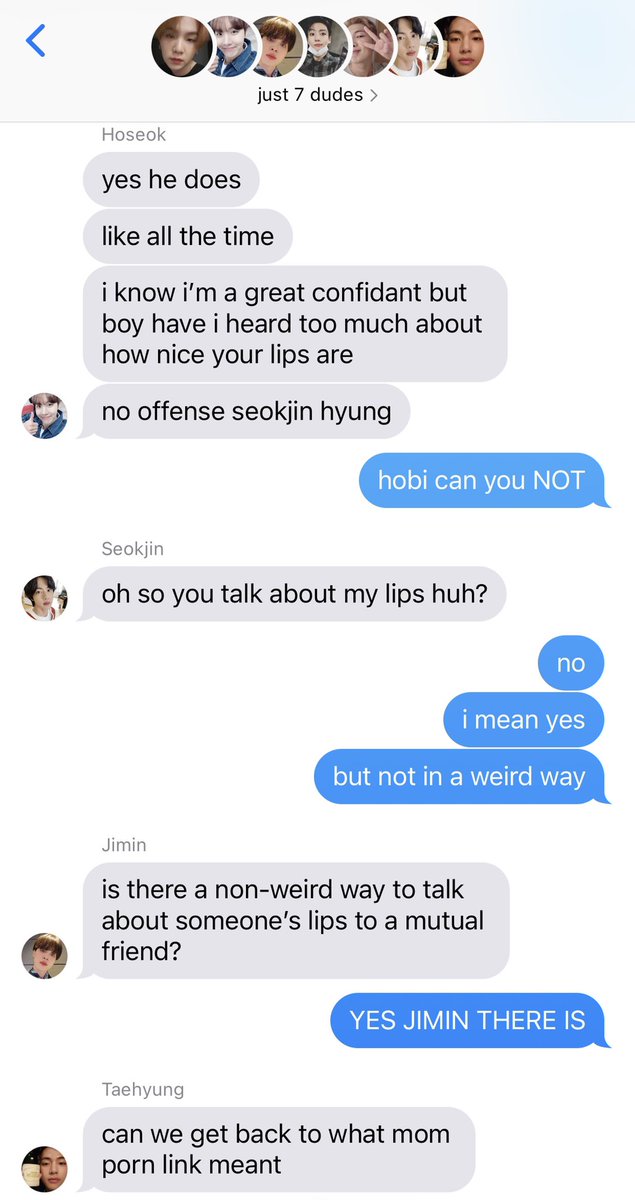 just 7 dudes >
Hoseok
yes he does
like all the time
i know i’m a great confidant but
boy have i heard too much about
how nice your lips are
no offense seokjin hyung
hobi can you NOT
Seokjin
oh so you talk about my lips huh?
no
i mean yes
but not in a weird way
Jimin
is there a non-weird way to talk
about someone’s lips to a mutual
friend?
YES JIMIN THERE IS
Taehyung
can we get back to what mom
porn link meant